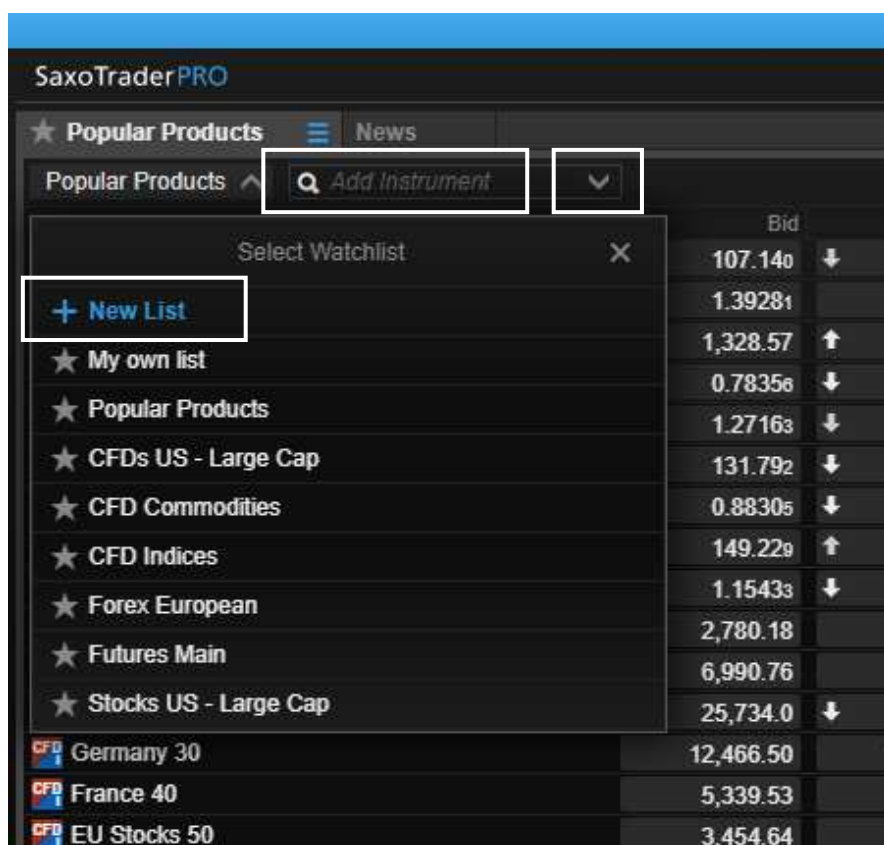 SaxoTraderPRO
Popular Products News
Popular Products Add Instrument
Bid
Select Watchlist
107.140
+ New List
1.39281
1,328.57
My own list
0.78356
Popular Products
1.27163
CFDs US - Large Cap
131.792
CFD Commodities
0.88305
CFD Indices
149.229
1.15433
Forex European
2,780.18
Futures Main
6,990.76
Stocks US - Large Cap
25,734.0
CFD I Germany 30 12,466.50
CFD I France 40 5,339.53
CFD I EU Stocks 50 3,454.64